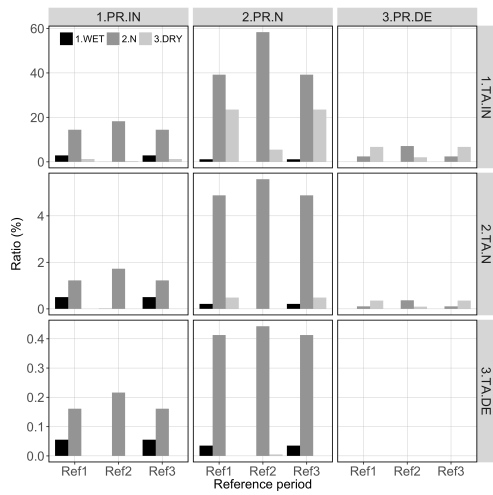 1.PR.IN 2.PR.N 3.PR.DE
1.WET 2.N 3.DRY
60
40
20
0
1.TA.IN
4
2
0
2.TA.N
0.4
0.3
0.2
0.1
0.0
3.TA.DE
Ratio (%)
Ref1 Ref2 Ref3 Ref1 Ref2 Ref3 Ref1 Ref2 Ref3
Reference period